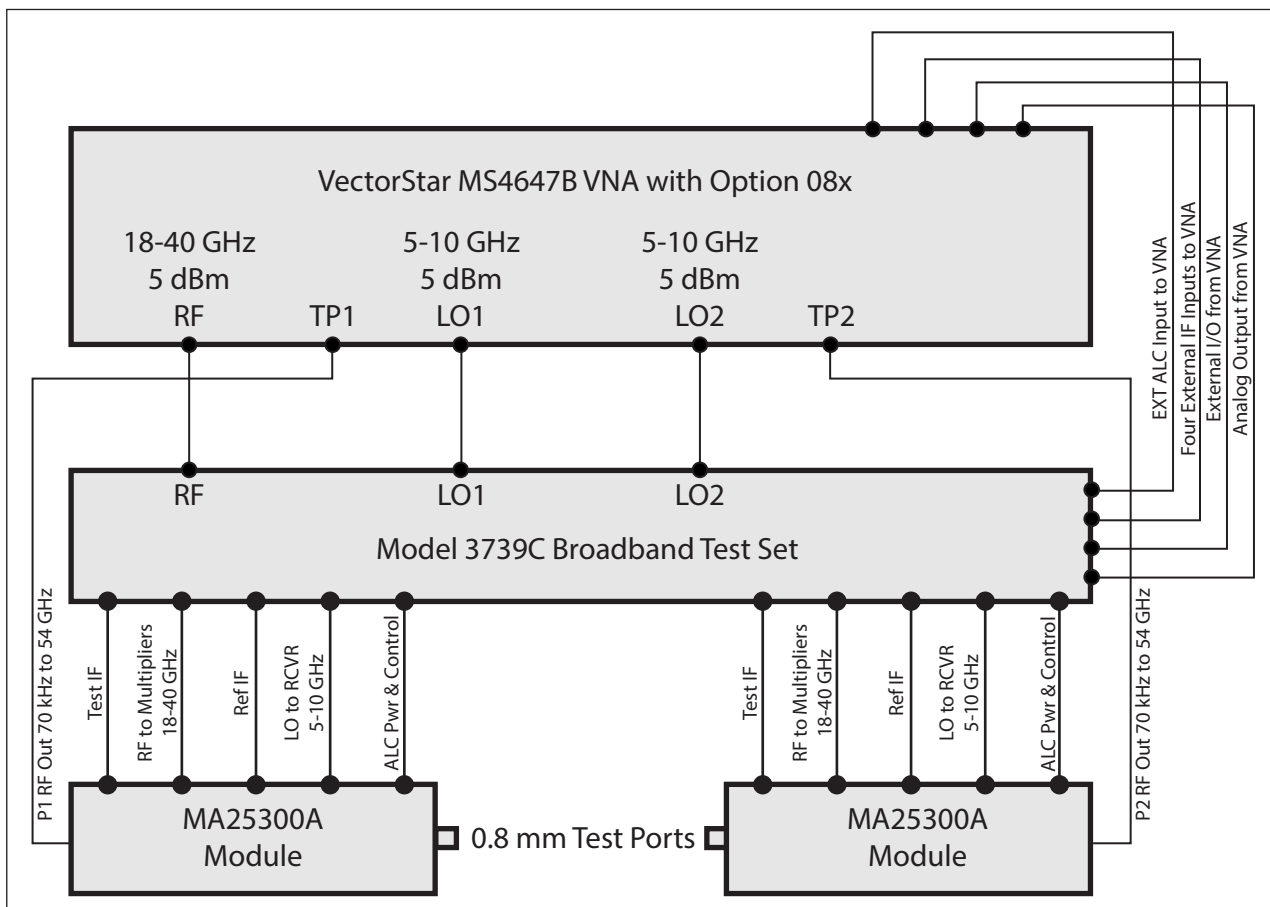 VectorStar MS4647B VNA with Option 08x
18-40 GHz
5 dBm
RF
TP1
5-10 GHz
5 dBm
LO1
5-10 GHz
5 dBm
LO2
TP2
EXT ALC Input to VNA
Four External IF Inputs to VNA
External I/O from VNA
Analog Output from VNA
RF
LO1
LO2
Model 3739C Broadband Test Set
P1 RF Out 70 kHz to 54 GHz
Test IF
RF to Multipliers
18-40 GHz
Ref IF
LO to RCVR
5-10 GHz
ALC Pwr & Control
Test IF
RF to Multipliers
18-40 GHz
Ref IF
LO to RCVR
5-10 GHz
ALC Pwr & Control
P2 RF Out 70 kHz to 54 GHz
MA25300A
Module
0.8 mm Test Ports
MA25300A
Module